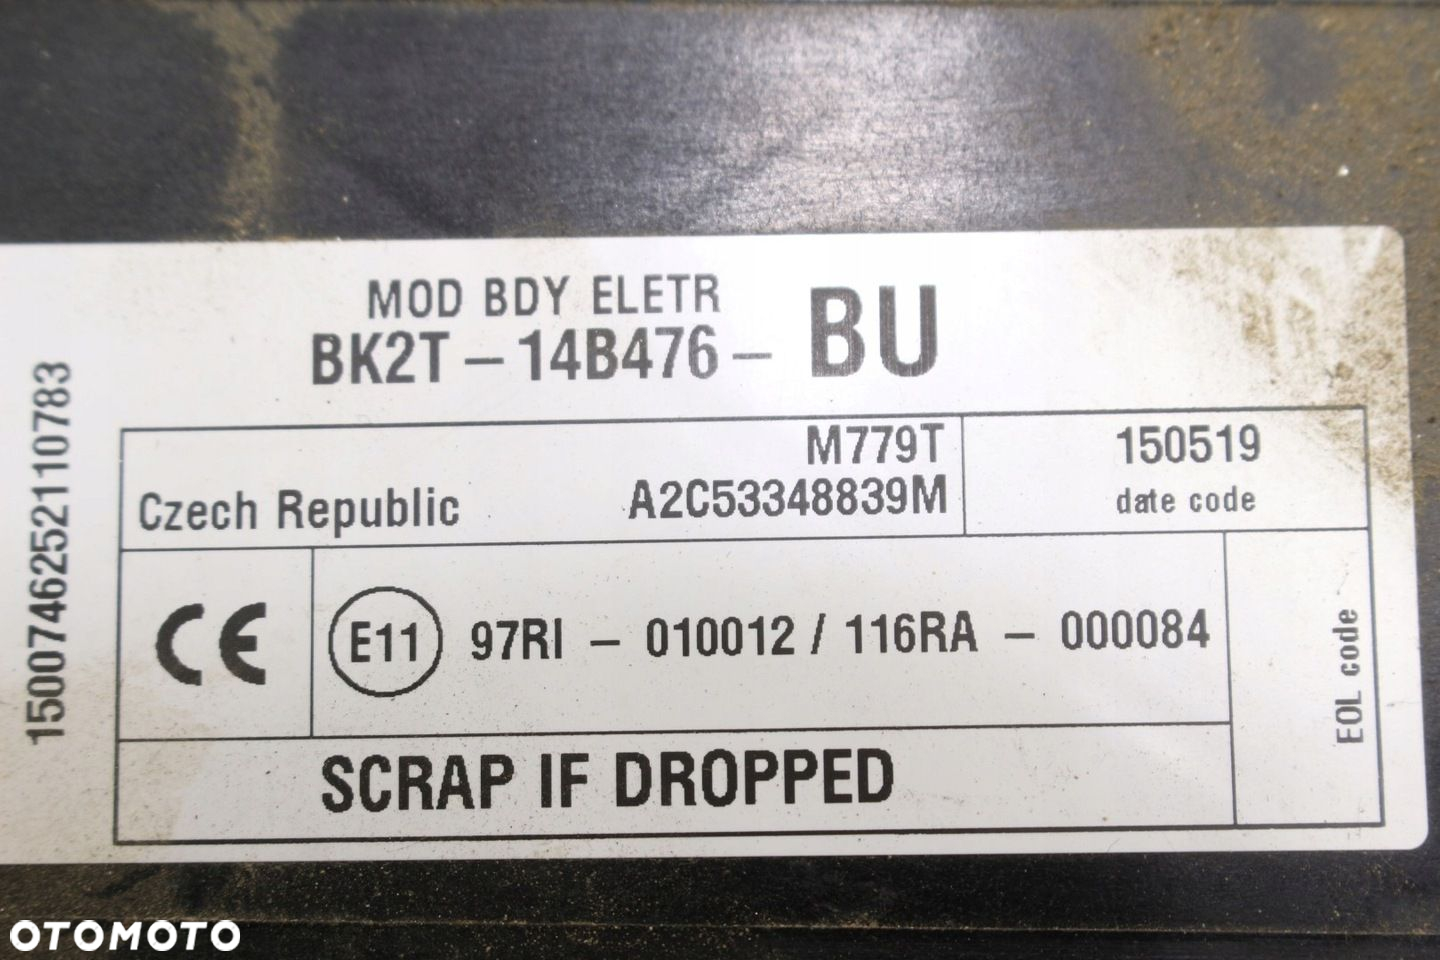 MOD BDY ELETR
BK2T - 14B476 - BU
1500746252110783
M779T
Czech Republic A2C53348839M
150519
date code
CE
E11 97RI - 010012 / 116RA - 000084
EOL code
SCRAP IF DROPPED
OTOMOTO